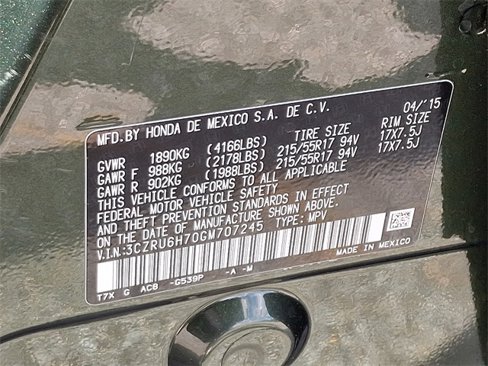 MFD.BY HONDA DE MEXICO S.A. DE C.V. 04/'15
GVWR 1890KG (4166LBS) TIRE SIZE RIM SIZE
GAWR F 988KG (2178LBS) 215/55R17 94V 17X7.5J
GAWR R 902KG (1988LBS) 215/55R17 94V 17X7.5J
THIS VEHICLE CONFORMS TO ALL APPLICABLE
FEDERAL MOTOR VEHICLE SAFETY
AND THEFT PREVENTION STANDARDS IN EFFECT
ON THE DATE OF MANUFACTURE SHOWN ABOVE.
V.I.N.:3CZRU6H70GM707245 TYPE: MPV
MADE IN MEXICO
T7X G AC8 -G539P -A -M